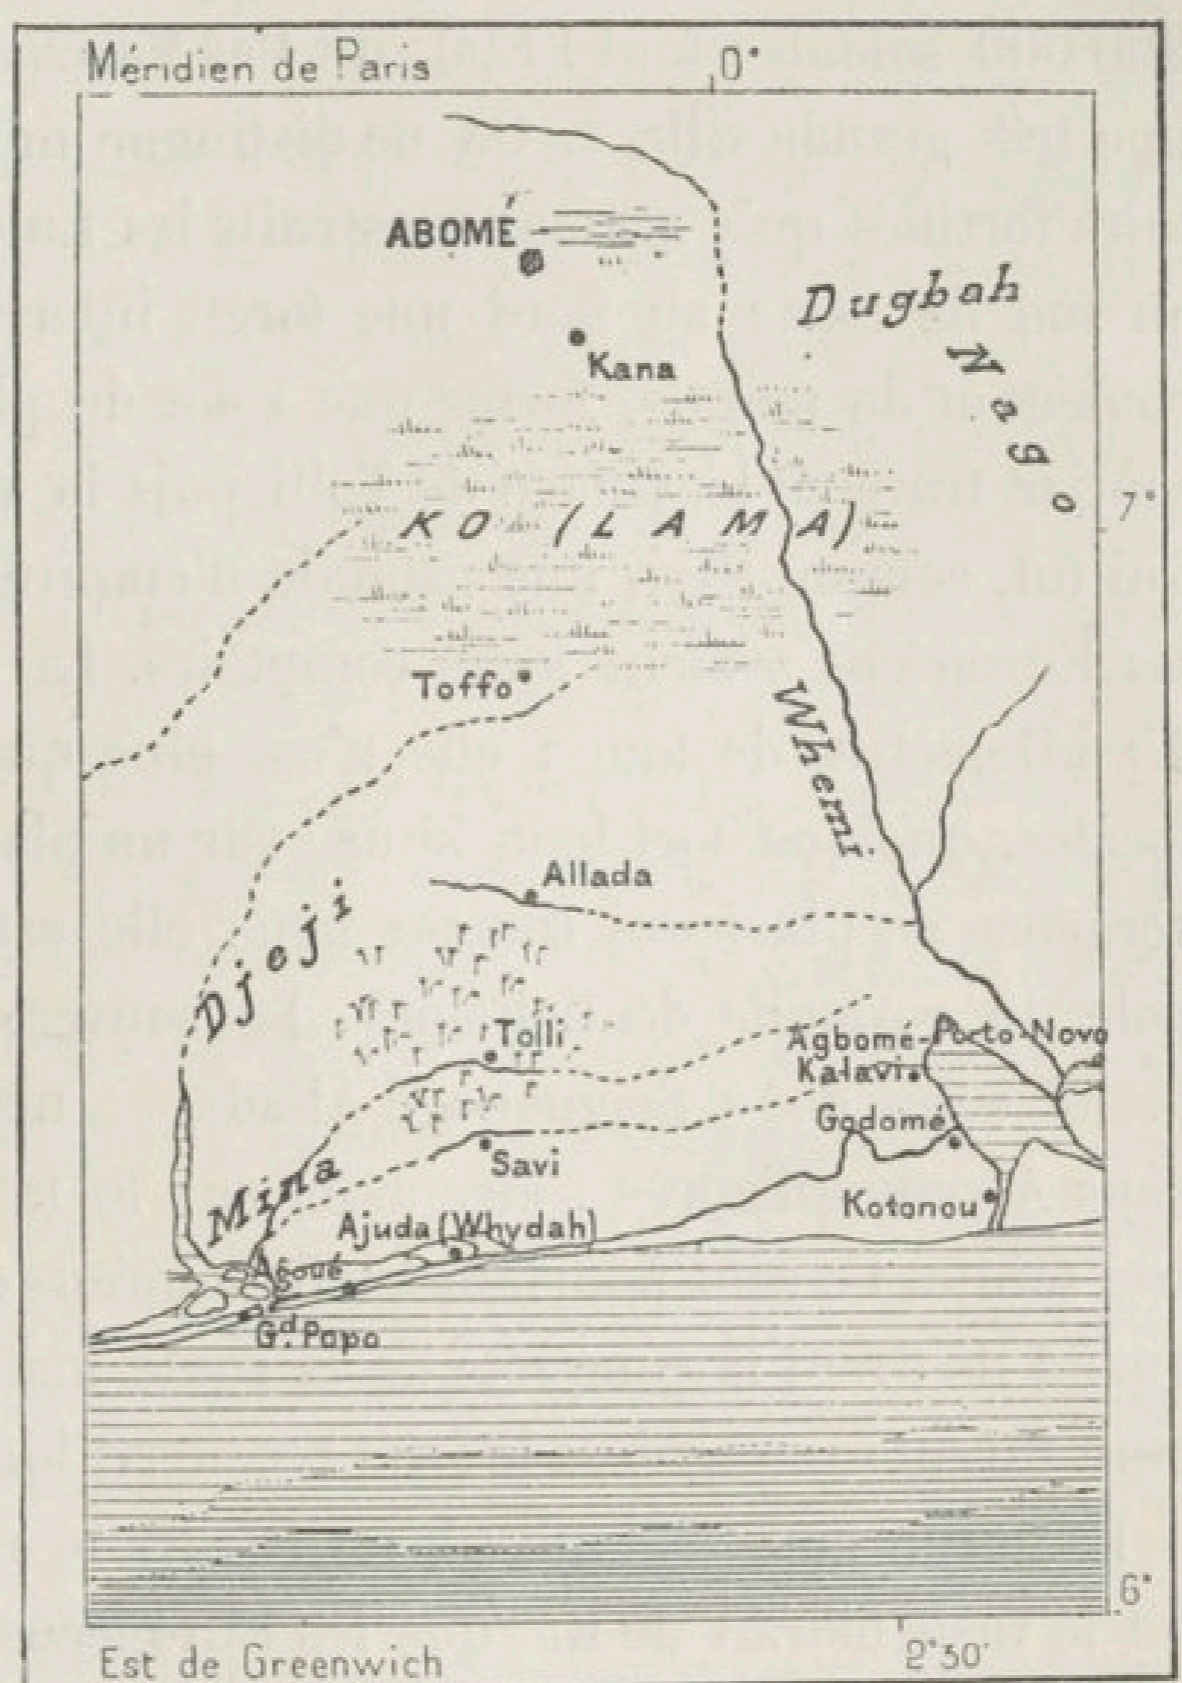 Méridien de Paris
0°
ABOMÉ
Kana
Dugbah
Nago
7°
KO (LAMA)
Toffo
Whemi
Allada
Djeji
Tolli
Agbomé-
Kalavi
Porto-Novo
Godomé
Savi
Mina
Kotonou
Ajuda (Whydah)
Agoué
Gd. Popo
6°
Est de Greenwich
2°30'